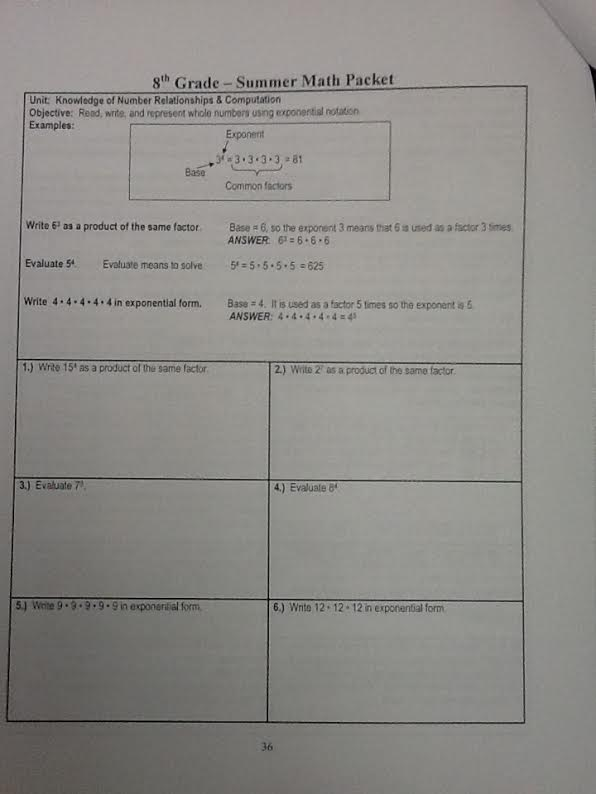 8th Grade – Summer Math Packet
Unit: Knowledge of Number Relationships & Computation
Objective: Read, write, and represent whole numbers using exponential notation.
Examples:
Exponent
3⁴ = 3 • 3 • 3 • 3 = 81
Base
Common factors
Write 6³ as a product of the same factor. Base = 6, so the exponent 3 means that 6 is used as a factor 3 times.
ANSWER: 6³ = 6 • 6 • 6
Evaluate 5⁴. Evaluate means to solve. 5⁴ = 5 • 5 • 5 • 5 = 625
Write 4 • 4 • 4 • 4 • 4 in exponential form. Base = 4. It is used as a factor 5 times so the exponent is 5.
ANSWER: 4 • 4 • 4 • 4 • 4 = 4⁵
1.) Write 15⁴ as a product of the same factor.
2.) Write 2⁷ as a product of the same factor.
3.) Evaluate 7³.
4.) Evaluate 8⁴.
5.) Write 9 • 9 • 9 • 9 • 9 in exponential form.
6.) Write 12 • 12 • 12 in exponential form.
36